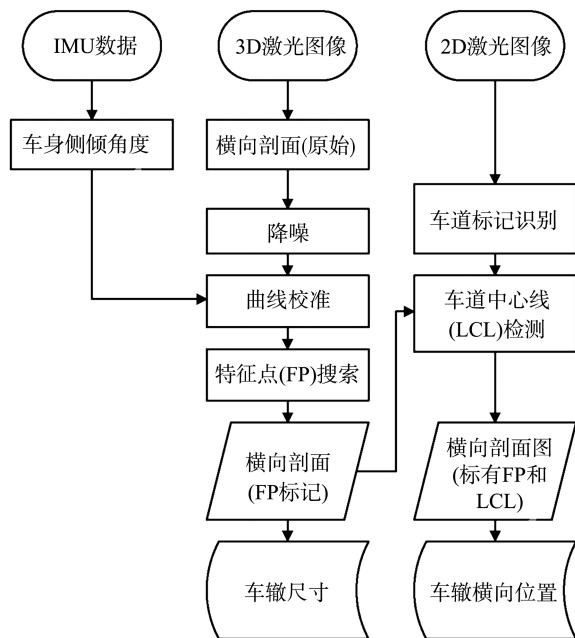 IMU数据
3D激光图像
2D激光图像
车身侧倾角度
横向剖面(原始)
降噪
车道标记识别
曲线校准
车道中心线
(LCL)检测
特征点(FP)搜索
横向剖面
(FP标记)
横向剖面图
(标有FP和
LCL)
车辙尺寸
车辙横向位置